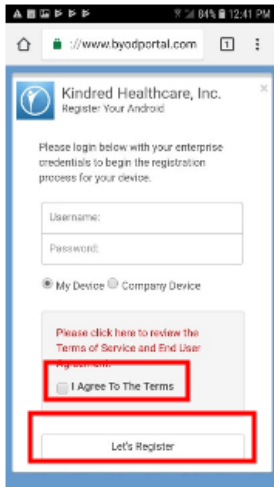 84% 12:41 PM
://www.byodportal.com 1
Kindred Healthcare, Inc.
Register Your Android
Please login below with your enterprise
credentials to begin the registration
process for your device.
Username:
Password:
My Device Company Device
Please click here to review the
Terms of Service and End User
Agreement.
I Agree To The Terms
Let's Register